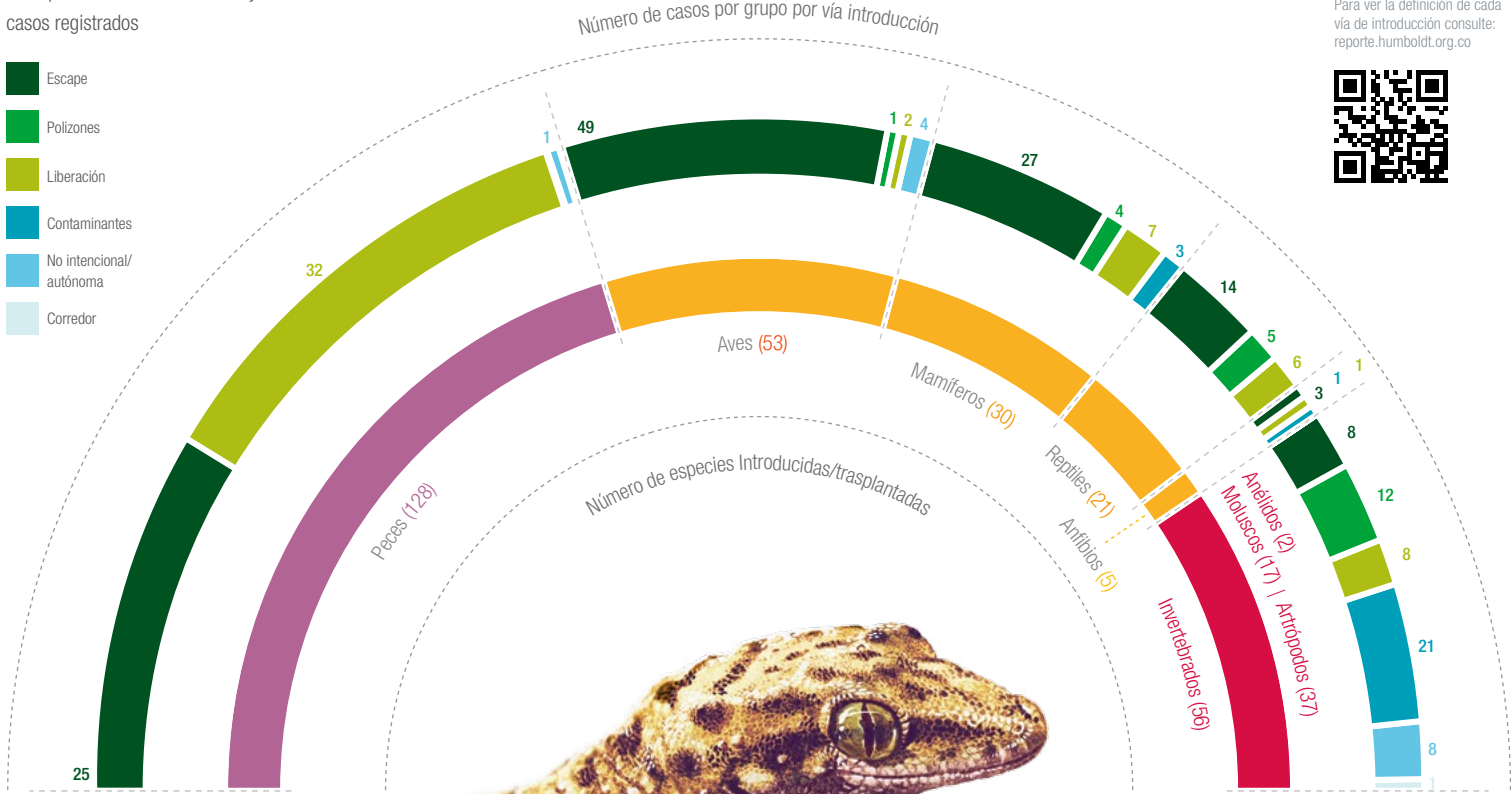 casos registrados
Escape
Polizones
Liberación
Contaminantes
No intencional/
autónoma
Corredor
Número de casos por grupo por vía introducción
Para ver la definición de cada
vía de introducción consulte:
reporte.humboldt.org.co
25
32
1
49
1
2
4
27
4
7
3
14
5
6
3
1
1
8
12
8
21
8
1
Peces (128)
Aves (53)
Mamíferos (30)
Reptiles (21)
Anfibios (5)
Invertebrados (56)
Anélidos (2)
Moluscos (17) | Artrópodos (37)
Número de especies Introducidas/trasplantadas